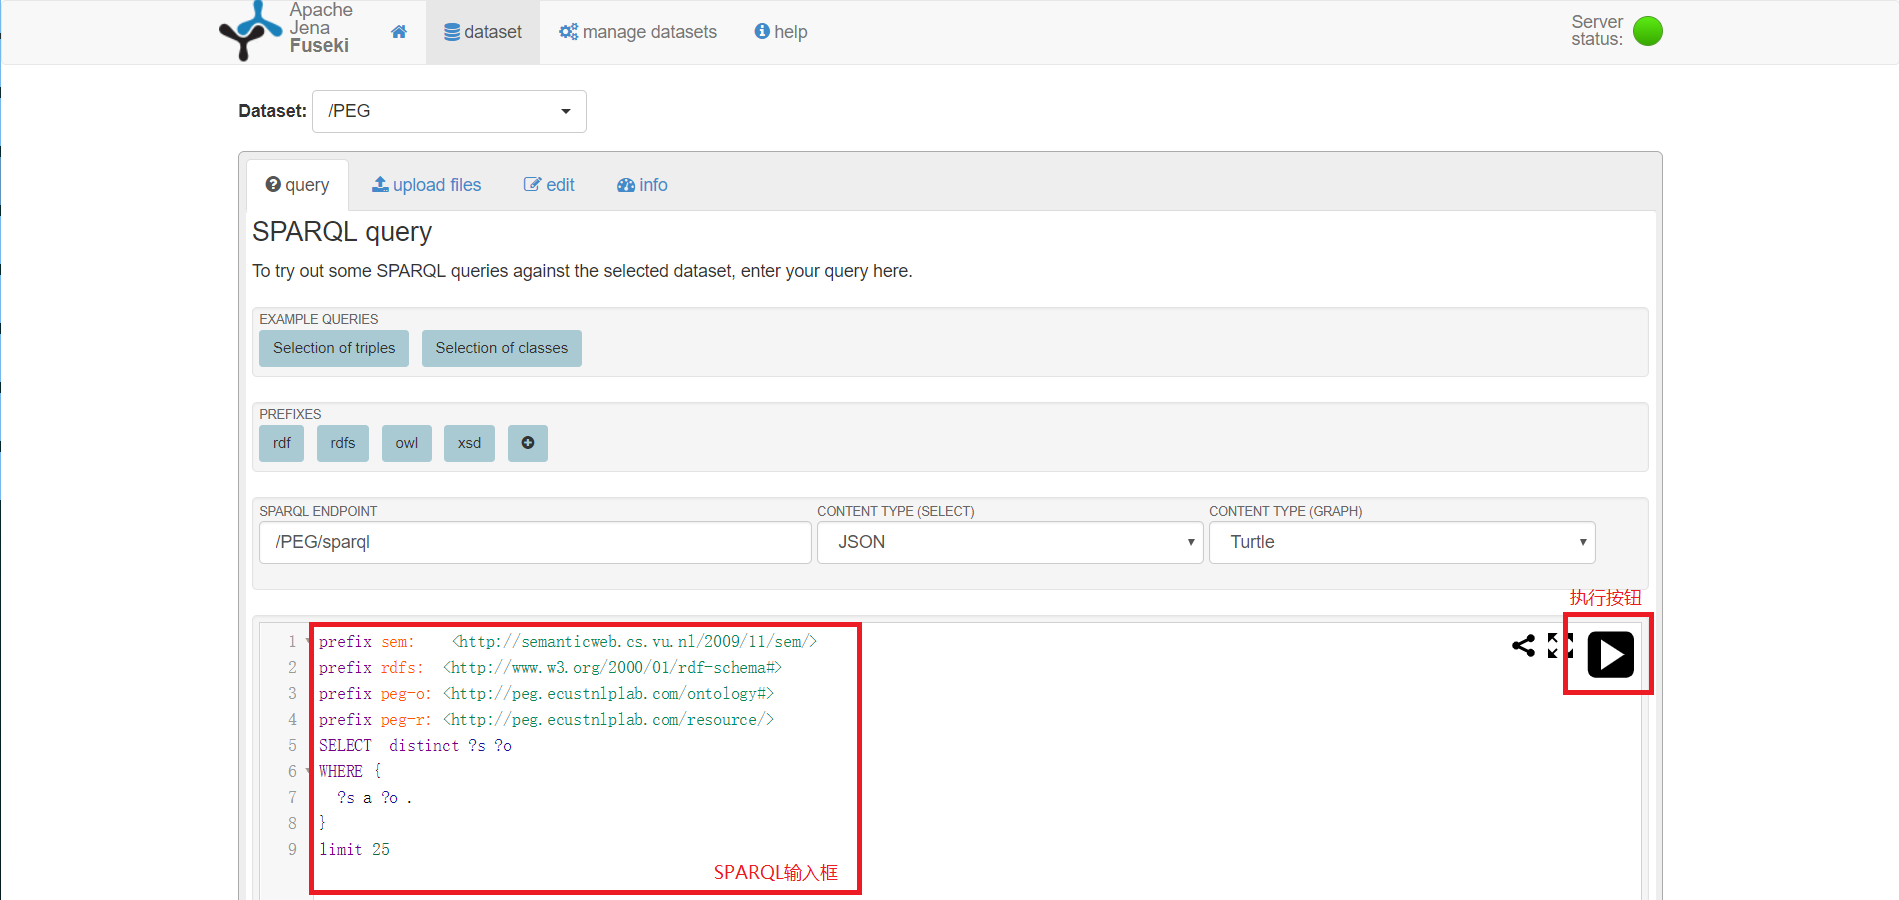 Apache
Jena
Fuseki
dataset
manage datasets
help
Server
status:
Dataset:
/PEG
query
upload files
edit
info
SPARQL query
To try out some SPARQL queries against the selected dataset, enter your query here.
EXAMPLE QUERIES
Selection of triples
Selection of classes
PREFIXES
rdf
rdfs
owl
xsd
SPARQL ENDPOINT
CONTENT TYPE (SELECT)
CONTENT TYPE (GRAPH)
/PEG/sparql
JSON
Turtle
执行按钮
1 prefix sem: <http://semanticweb.cs.vu.nl/2009/11/sem/>
2 prefix rdfs: <http://www.w3.org/2000/01/rdf-schema#>
3 prefix peg-o: <http://peg.ecustnlplab.com/ontology#>
4 prefix peg-r: <http://peg.ecustnlplab.com/resource/>
5 SELECT distinct ?s ?o
6 WHERE {
7 ?s a ?o .
8 }
9 limit 25
SPARQL输入框